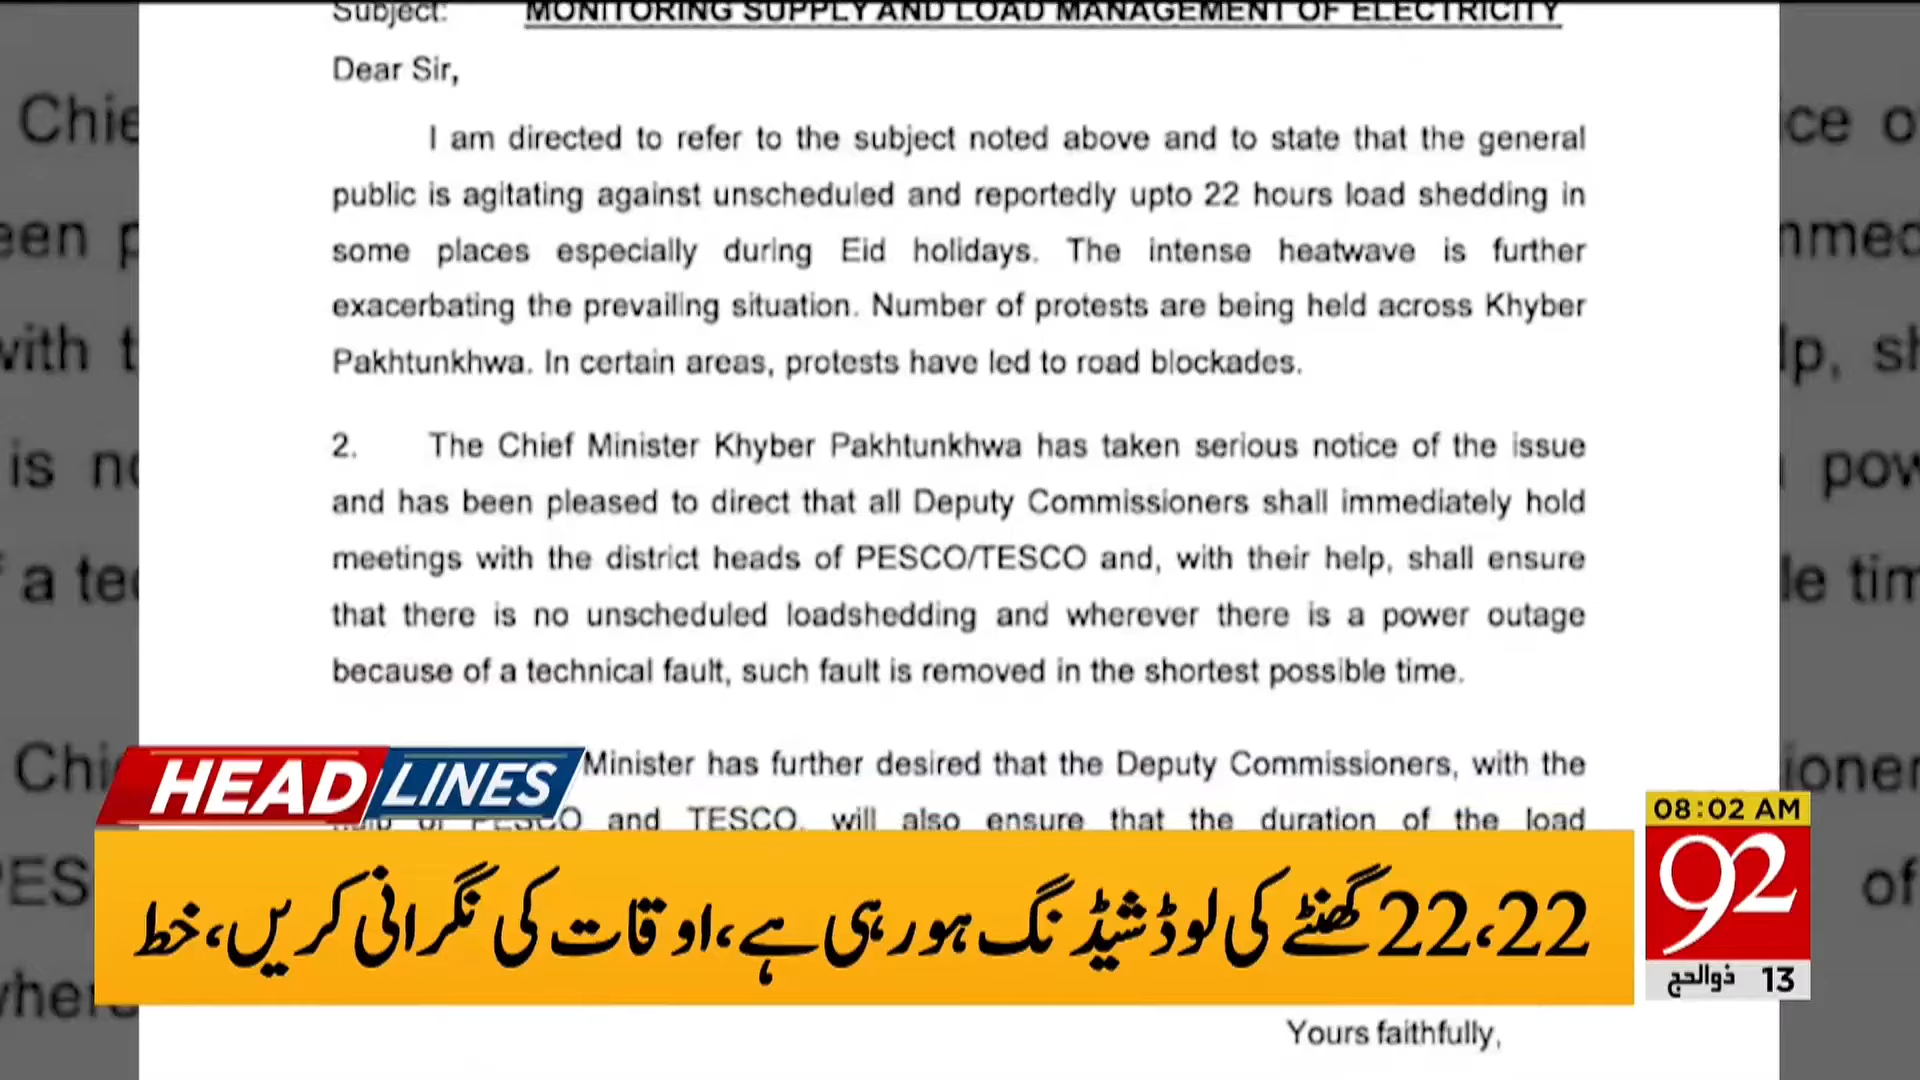 Subject: MONITORING SUPPLY AND LOAD MANAGEMENT OF ELECTRICITY
Dear Sir,
I am directed to refer to the subject noted above and to state that the general
public is agitating against unscheduled and reportedly upto 22 hours load shedding in
some places especially during Eid holidays. The intense heatwave is further
exacerbating the prevailing situation. Number of protests are being held across Khyber
Pakhtunkhwa. In certain areas, protests have led to road blockades.
2. The Chief Minister Khyber Pakhtunkhwa has taken serious notice of the issue
and has been pleased to direct that all Deputy Commissioners shall immediately hold
meetings with the district heads of PESCO/TESCO and, with their help, shall ensure
that there is no unscheduled loadshedding and wherever there is a power outage
because of a technical fault, such fault is removed in the shortest possible time.
Minister has further desired that the Deputy Commissioners, with the
help of PESCO and TESCO, will also ensure that the duration of the load
HEADLINES
22،22 گھنٹے کی لوڈشیڈنگ ہورہی ہے، اوقات کی نگرانی کریں، خط
08:02 AM
92
13 ذوالحج
Yours faithfully,